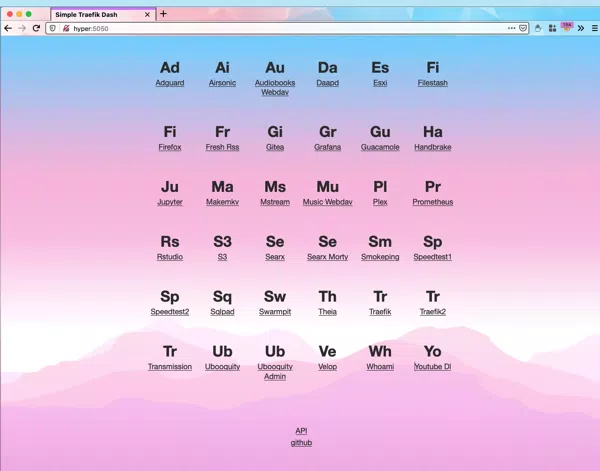 Simple Traefik Dash
hyper:5050
Ad Ai Au Da Es Fi
Adguard Airsonic Audiobooks Webdav Daapd Esxi Filestash
Fi Fr Gi Gr Gu Ha
Firefox Fresh Rss Gitea Grafana Guacamole Handbrake
Ju Ma Ms Mu Pl Pr
Jupyter Makemkv Mstream Music Webdav Plex Prometheus
Rs S3 Se Se Sm Sp
Rstudio S3 Searx Searx Morty Smokeping Speedtest1
Sp Sq Sw Th Tr Tr
Speedtest2 Sqlpad Swarmpit Theia Traefik Traefik2
Tr Ub Ub Ve Wh Yo
Transmission Ubooquity Ubooquity Admin Velop Whoami Youtube Dl
API
github